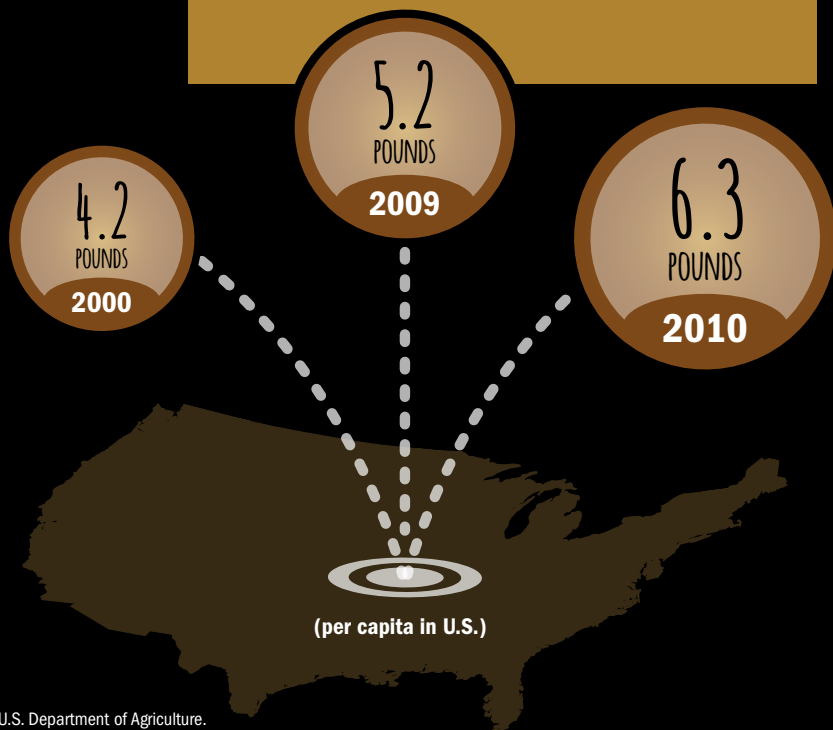 5.2
POUNDS
2009
4.2
POUNDS
2000
6.3
POUNDS
2010
(per capita in U.S.)
U.S. Department of Agriculture.